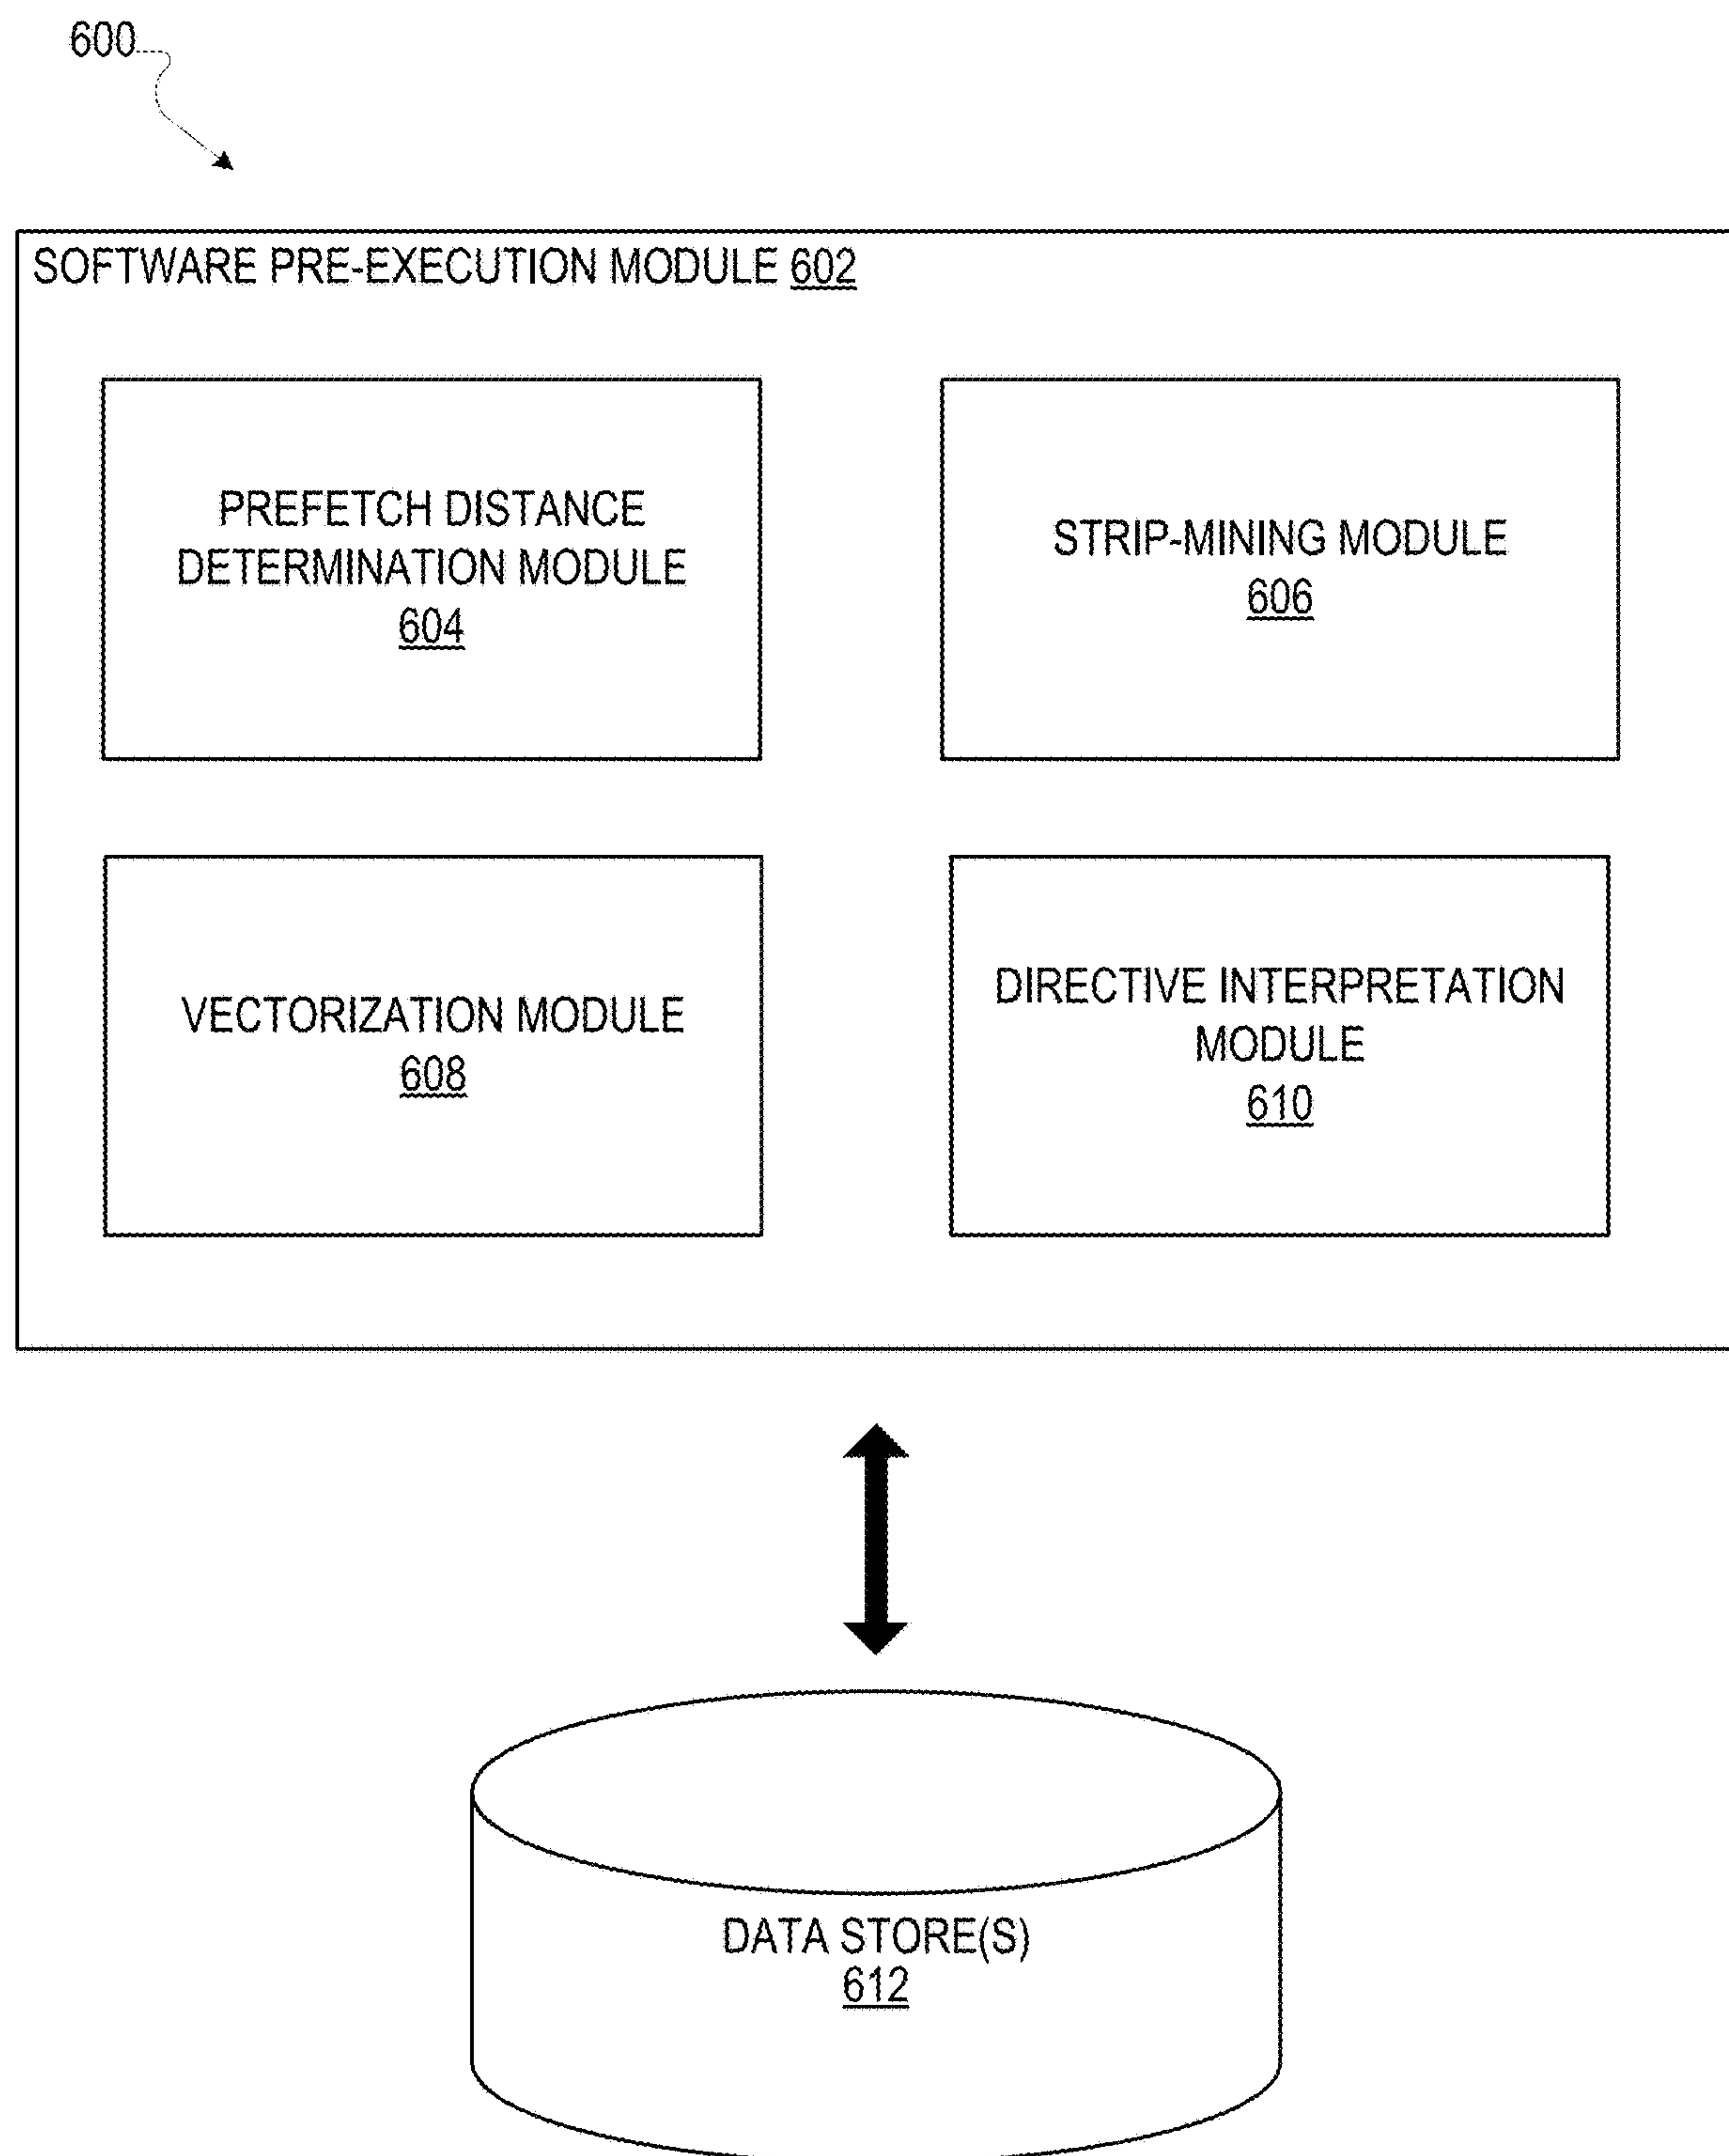 600
SOFTWARE PRE-EXECUTION MODULE 602
PREFETCH DISTANCE
DETERMINATION MODULE
604
STRIP-MINING MODULE
606
VECTORIZATION MODULE
608
DIRECTIVE INTERPRETATION
MODULE
610
DATA STORE(S)
612